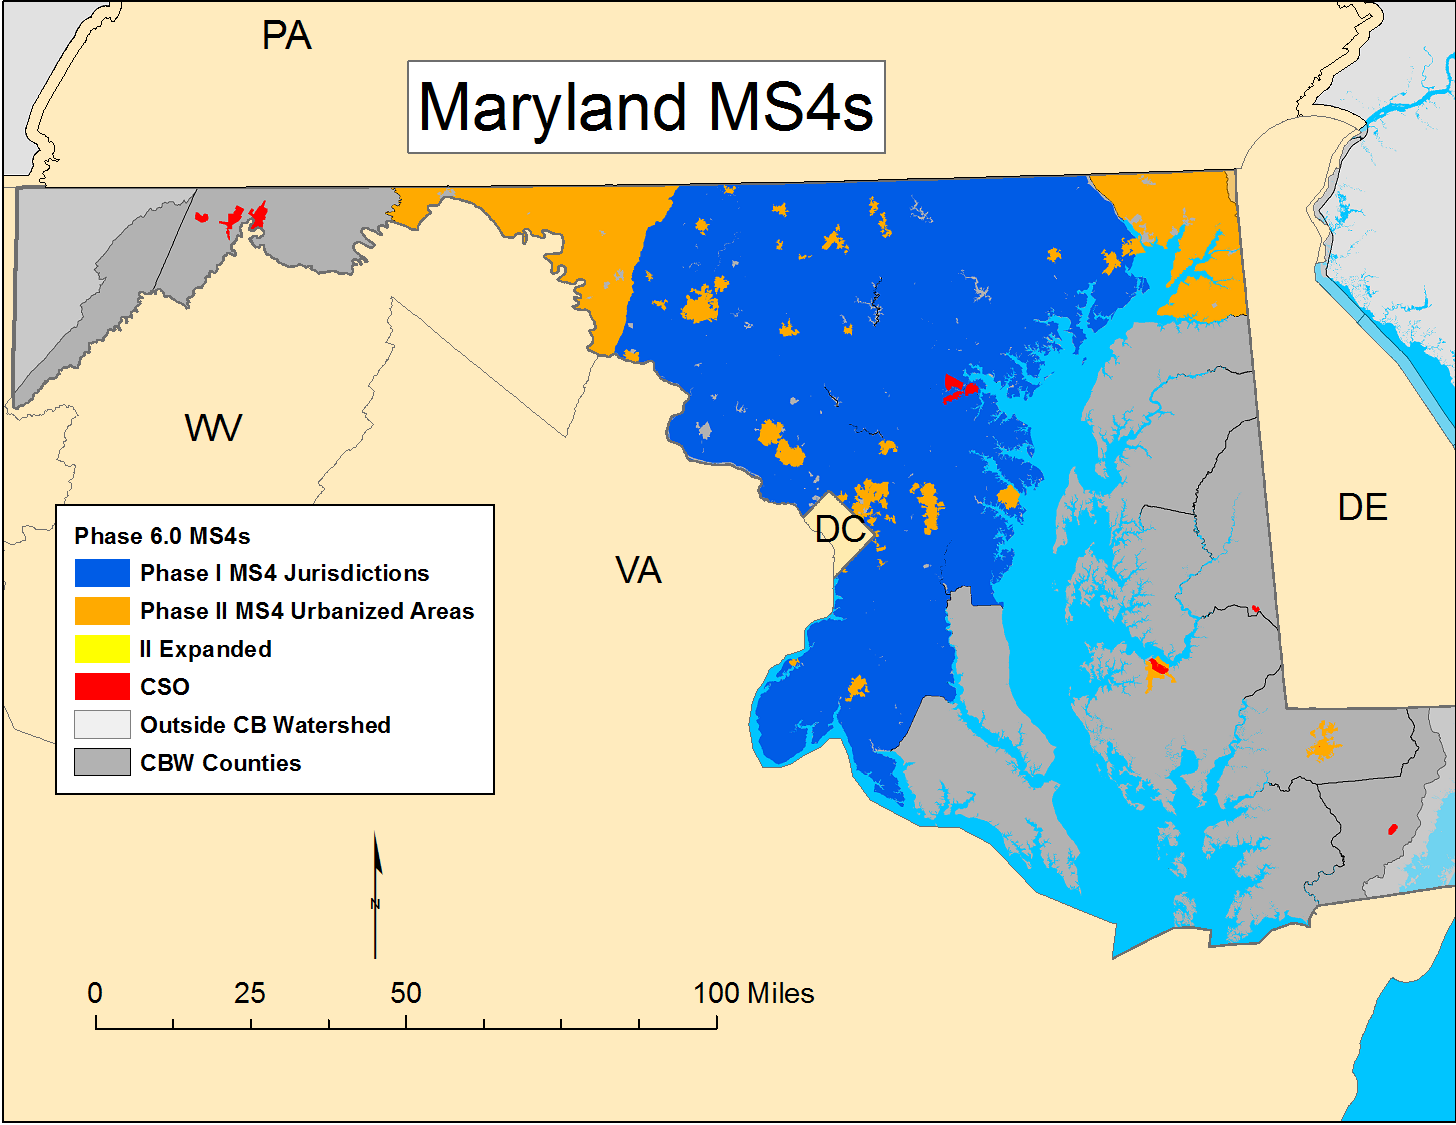 PA
Maryland MS4s
WV
DE
DC
VA
Phase 6.0 MS4s
Phase I MS4 Jurisdictions
Phase II MS4 Urbanized Areas
II Expanded
CSO
Outside CB Watershed
CBW Counties
N
0 25 50 100 Miles